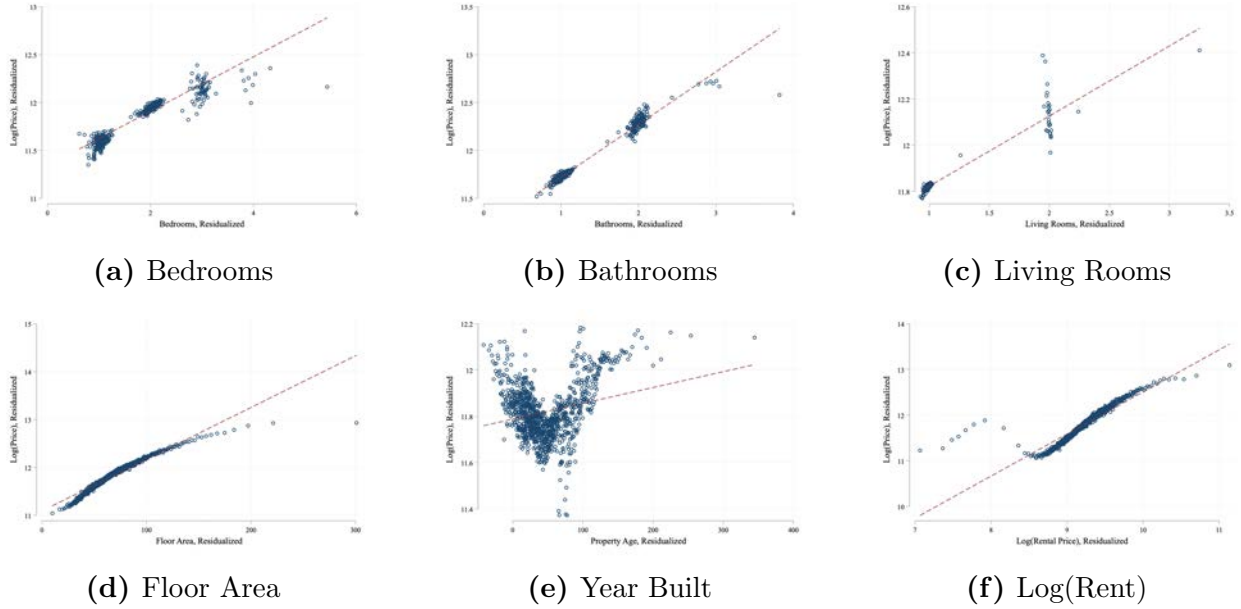 13
12.5
12
11.5
11
Log(Price), Residualized
0 2 4 6
Bedrooms, Residualized
(a) Bedrooms
13.5
13
12.5
12
11.5
Log(Price), Residualized
0 1 2 3 4
Bathrooms, Residualized
(b) Bathrooms
12.6
12.4
12.2
12
11.8
Log(Price), Residualized
1 1.5 2 2.5 3 3.5
Living Rooms, Residualized
(c) Living Rooms
15
14
13
12
11
Log(Price), Residualized
0 100 200 300
Floor Area, Residualized
(d) Floor Area
12.2
12
11.8
11.6
11.4
Log(Price), Residualized
0 100 200 300 400
Property Age, Residualized
(e) Year Built
14
13
12
11
10
Log(Price), Residualized
7 8 9 10 11
Log(Rental Price), Residualized
(f) Log(Rent)